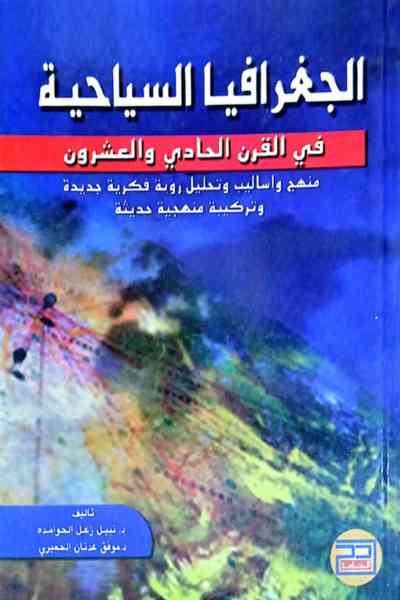 الجغرافيا السياحية
في القرن الحادي والعشرون
منهج وأساليب وتحليل رؤية فكرية جديدة
وتركيبة منهجية حديثة
تأليف
د. نبيل زعل الحوامده
د. موفق عدنان الحميري
الحامد